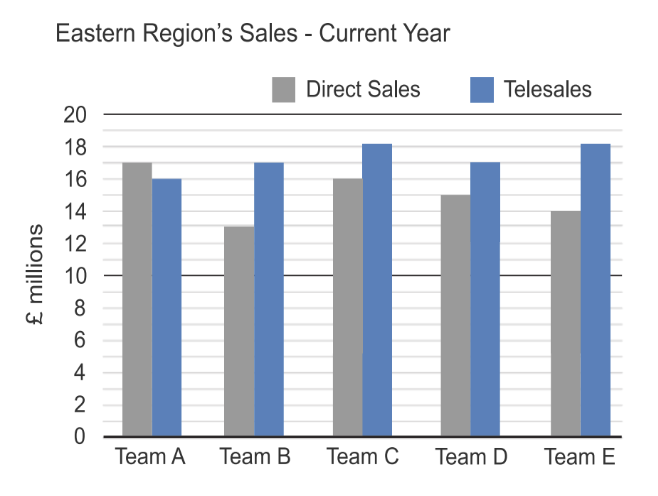 Eastern Region's Sales - Current Year
Direct Sales Telesales
20
18
16
14
12
10
8
6
4
2
0
£ millions
Team A Team B Team C Team D Team E